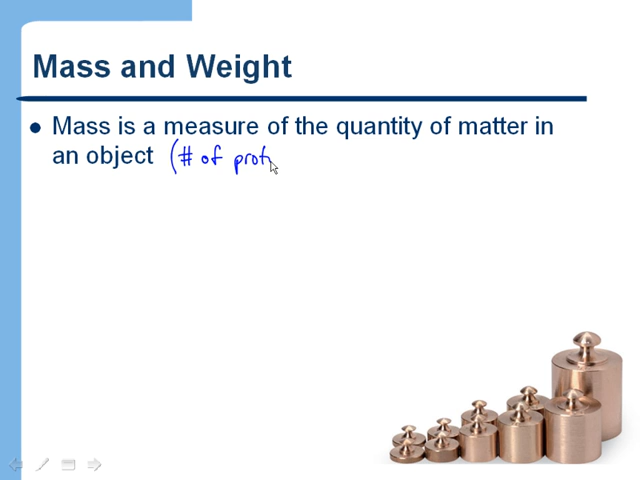 Mass and Weight
Mass is a measure of the quantity of matter in
an object (# of prot